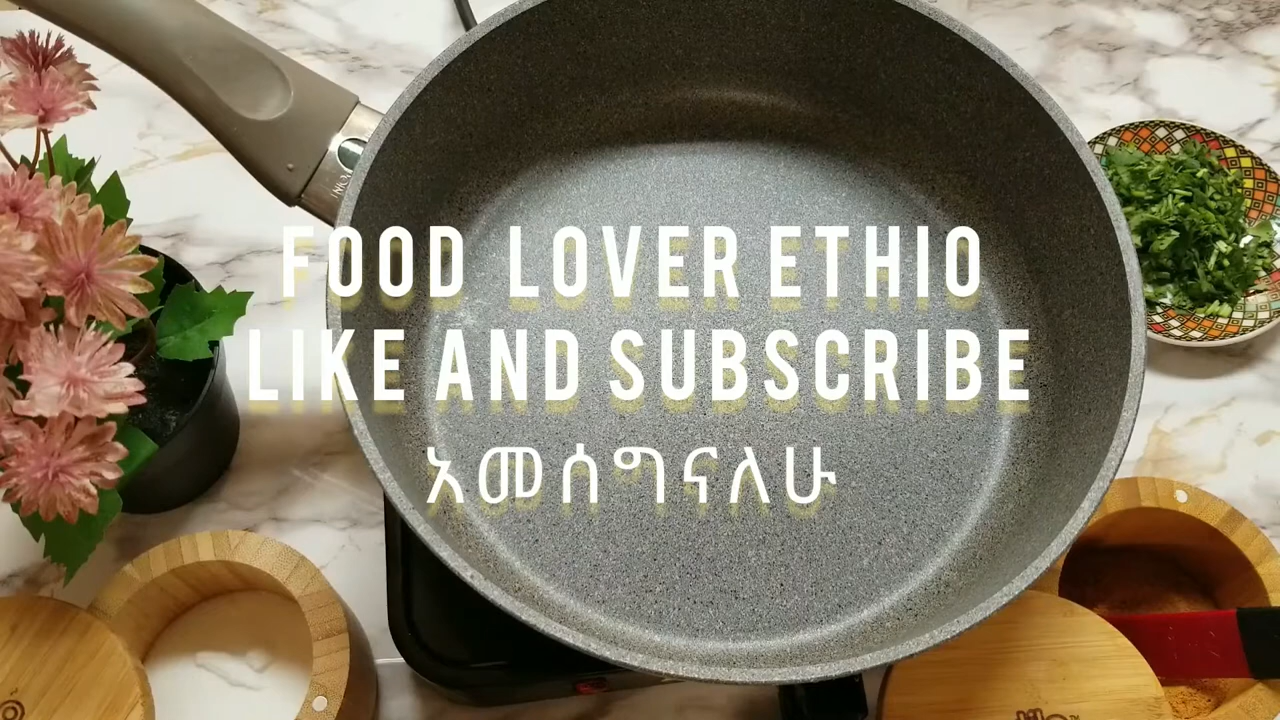 FOOD LOVER ETHIO
LIKE AND SUBSCRIBE
አመሰግናለሁ